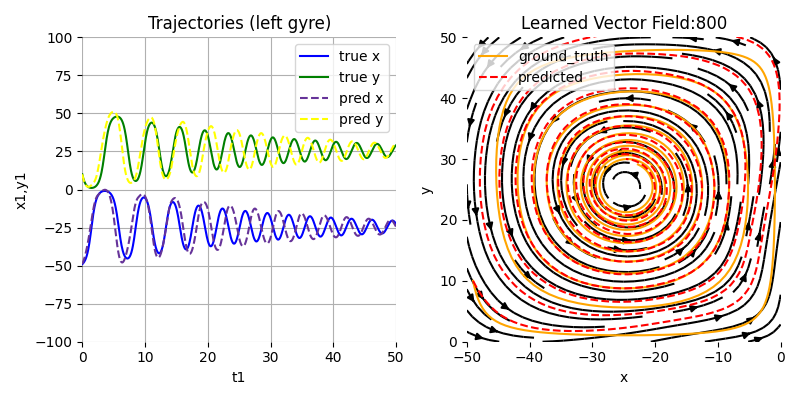 Trajectories (left gyre)
100
75
50
25
0
−25
−50
−75
−100
x1,y1
0
10
20
30
40
50
t1
true x
true y
pred x
pred y
Learned Vector Field:800
50
40
30
20
10
0
y
−50
−40
−30
−20
−10
0
x
ground_truth
predicted